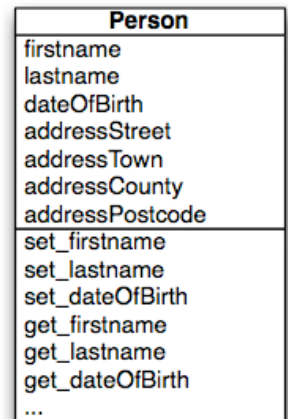 Person
firstname
lastname
dateOfBirth
addressStreet
addressTown
addressCounty
addressPostcode
set_firstname
set_lastname
set_dateOfBirth
get_firstname
get_lastname
get_dateOfBirth
...